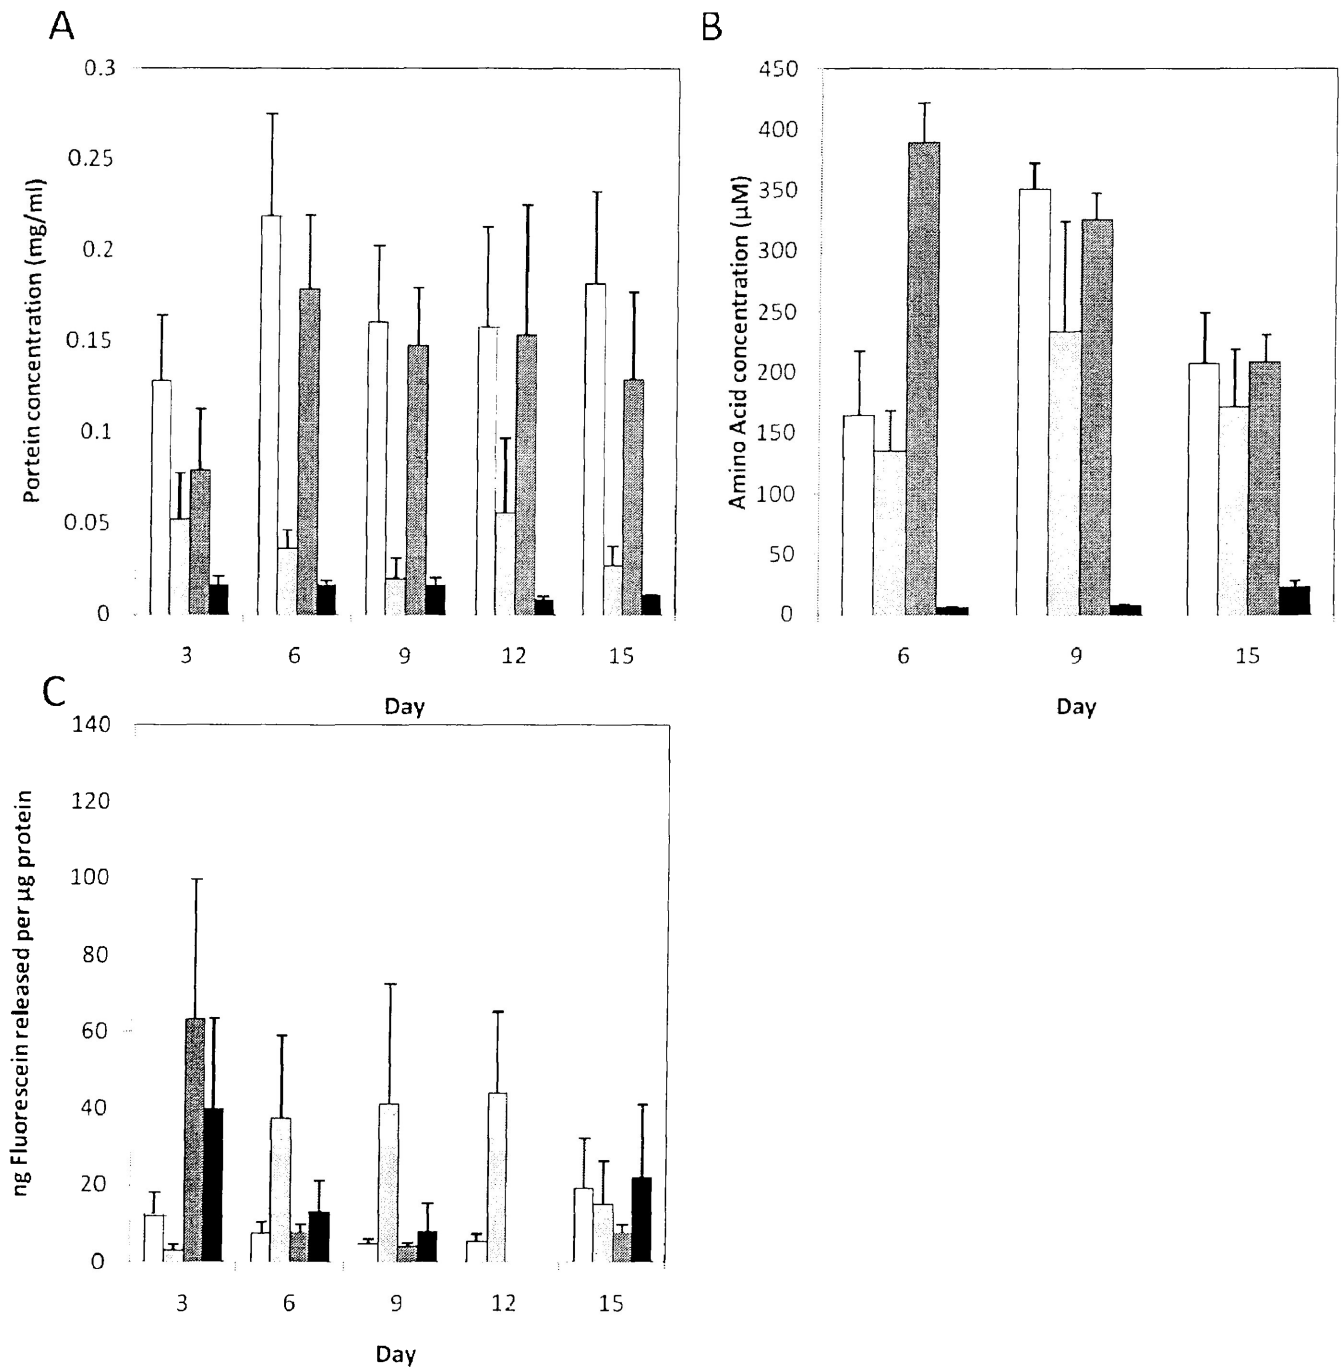 A
0.3
0.25
0.2
0.15
0.1
0.05
0
Portein concentration (mg/ml)
3 6 9 12 15
Day
B
450
400
350
300
250
200
150
100
50
0
Amino Acid concentration (µM)
6 9 15
Day
C
140
120
100
80
60
40
20
0
ng Fluorescein released per µg protein
3 6 9 12 15
Day